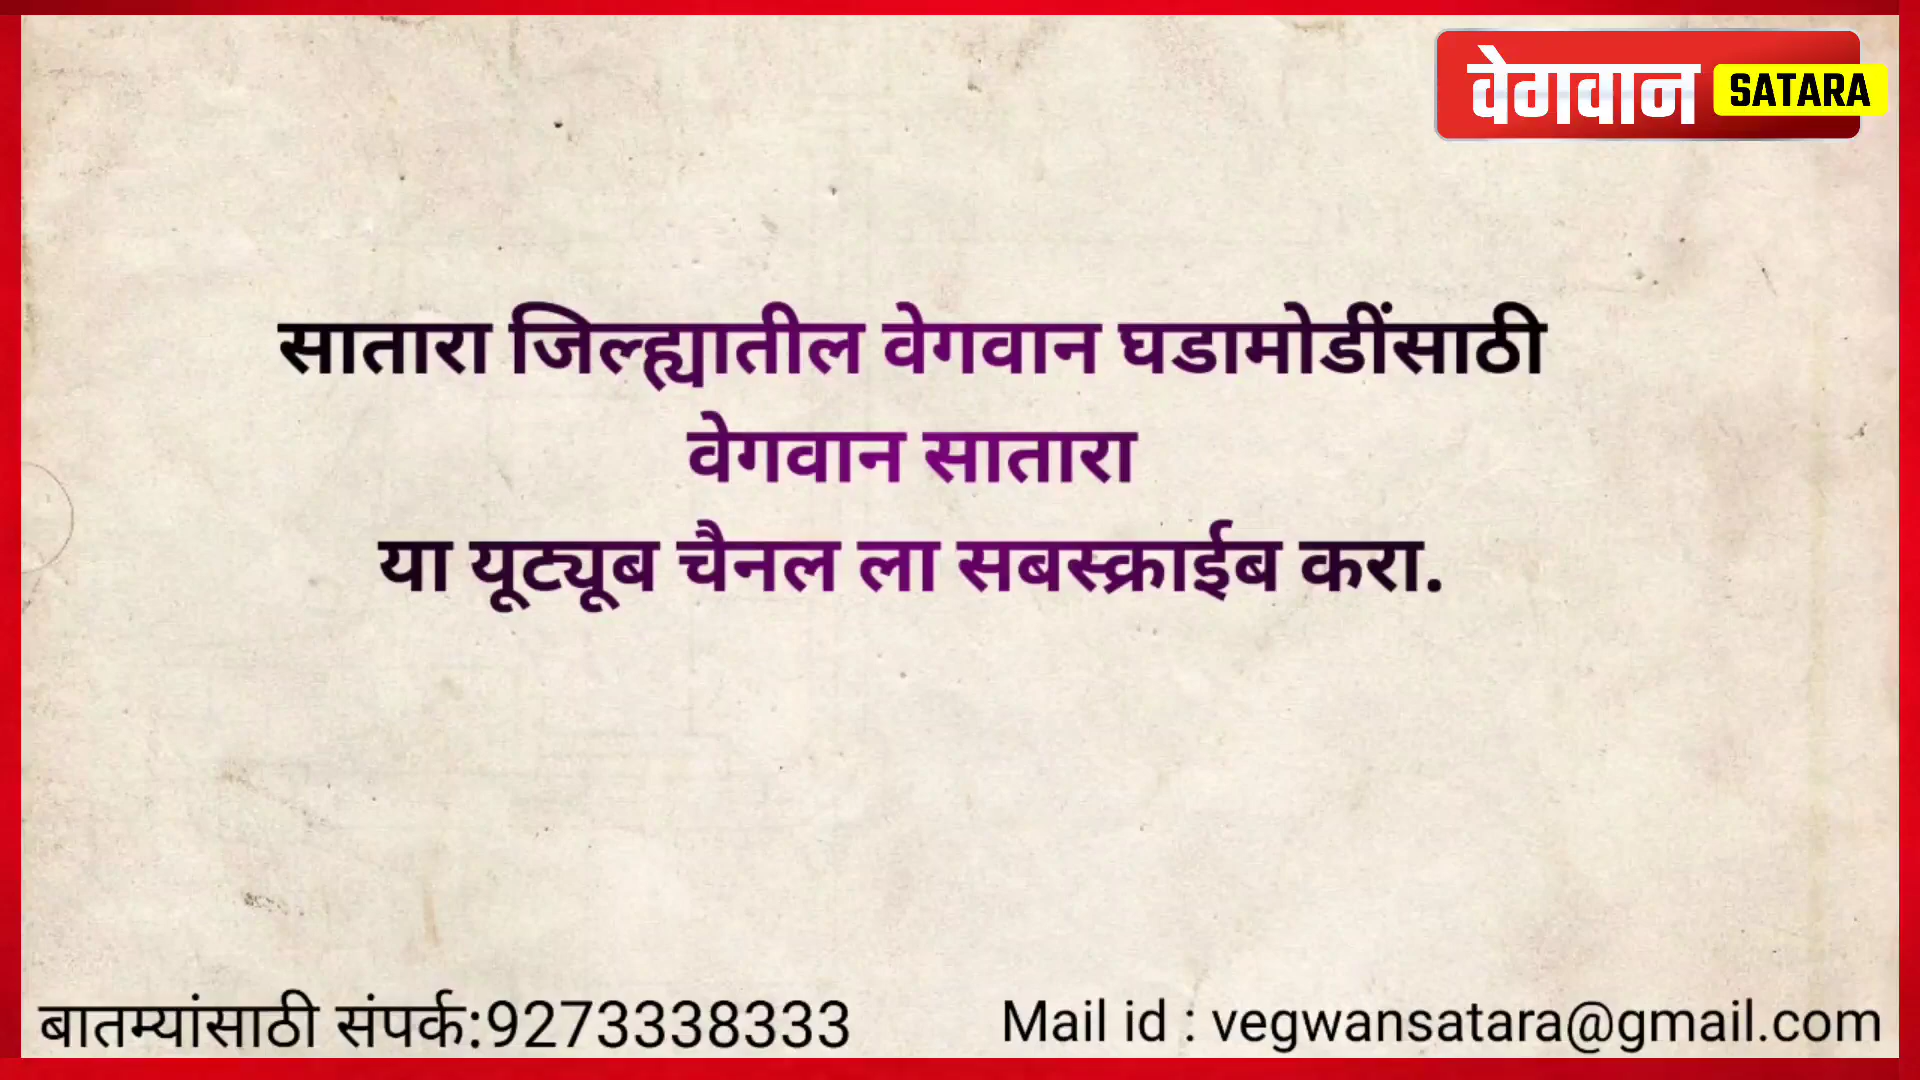 वेगवान SATARA
सातारा जिल्ह्यातील वेगवान घडामोडींसाठी
वेगवान सातारा
या यूट्यूब चैनल ला सबस्क्राईब करा.
बातम्यांसाठी संपर्क:9273338333 Mail id : vegwansatara@gmail.com